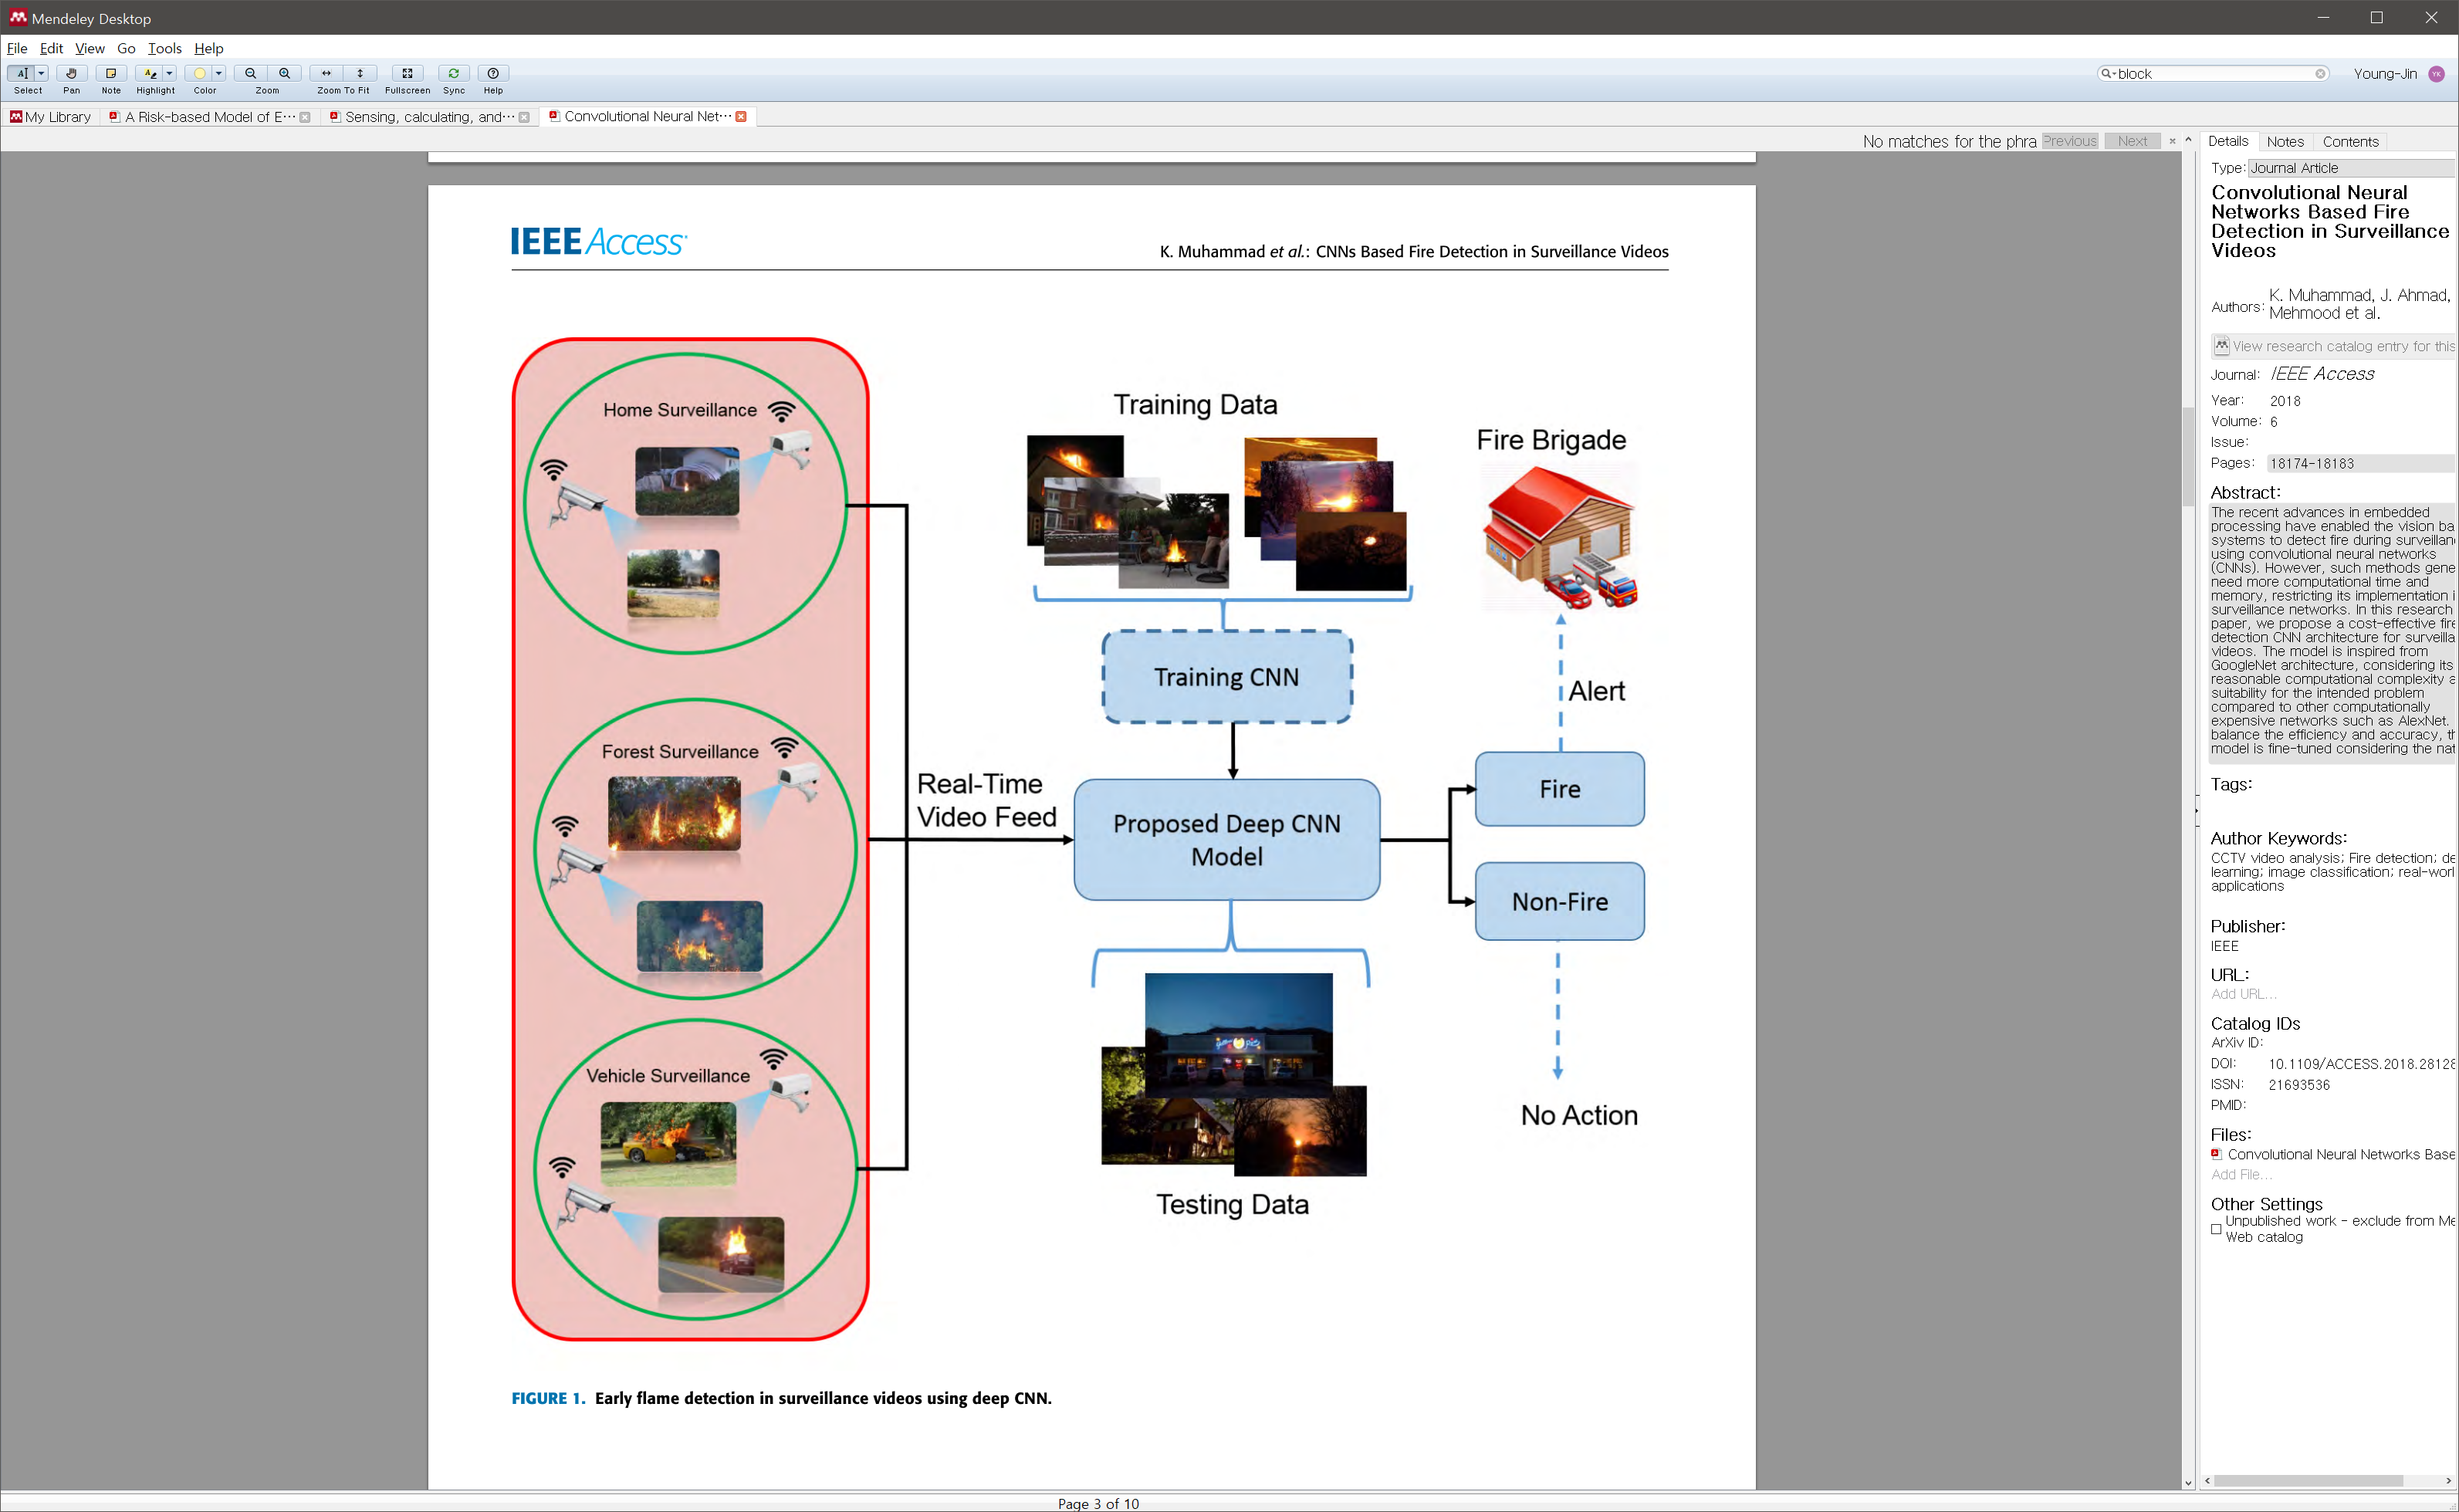 Mendeley Desktop
File Edit View Go Tools Help
Select Pan Note Highlight Color Zoom Zoom To Fit Fullscreen Sync Help
block
Young-Jin YK
My Library A Risk-based Model of E··· Sensing, calculating, and··· Convolutional Neural Net···
No matches for the phra Previous Next
IEEE Access
K. Muhammad et al.: CNNs Based Fire Detection in Surveillance Videos
Home Surveillance
Forest Surveillance
Vehicle Surveillance
Real-Time
Video Feed
Training Data
Training CNN
Proposed Deep CNN
Model
Testing Data
Fire Brigade
Alert
Fire
Non-Fire
No Action
FIGURE 1. Early flame detection in surveillance videos using deep CNN.
Page 3 of 10
Details Notes Contents
Type: Journal Article
Convolutional Neural
Networks Based Fire
Detection in Surveillance
Videos
Authors: K. Muhammad, J. Ahmad,
Mehmood et al.
View research catalog entry for this
Journal: IEEE Access
Year: 2018
Volume: 6
Issue:
Pages: 18174-18183
Abstract:
The recent advances in embedded
processing have enabled the vision ba
systems to detect fire during surveillan
using convolutional neural networks
(CNNs). However, such methods gene
need more computational time and
memory, restricting its implementation i
surveillance networks. In this research
paper, we propose a cost-effective fire
detection CNN architecture for surveilla
videos. The model is inspired from
GoogleNet architecture, considering its
reasonable computational complexity a
suitability for the intended problem
compared to other computationally
expensive networks such as AlexNet.
balance the efficiency and accuracy, th
model is fine-tuned considering the nat
Tags:
Author Keywords:
CCTV video analysis; Fire detection; de
learning; image classification; real-worl
applications
Publisher:
IEEE
URL:
Add URL...
Catalog IDs
ArXiv ID:
DOI: 10.1109/ACCESS.2018.28128
ISSN: 21693536
PMID:
Files:
Convolutional Neural Networks Base
Add File...
Other Settings
Unpublished work - exclude from Me
Web catalog